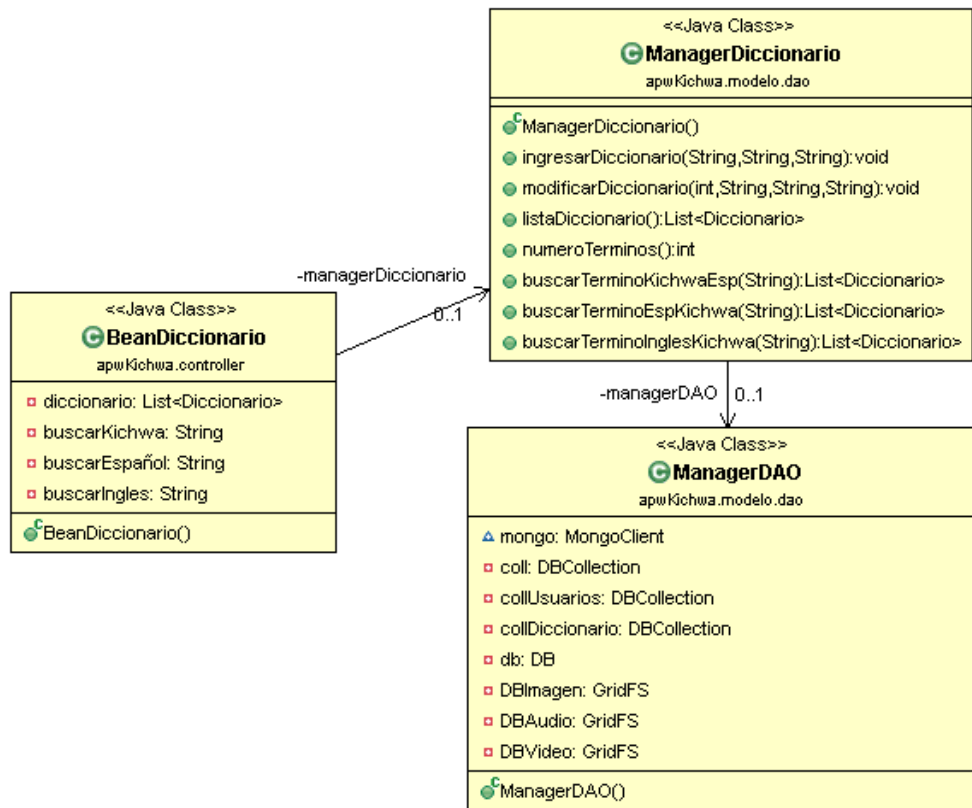 <<Java Class>>
ManagerDiccionario
apwKichwa.modelo.dao
ManagerDiccionario()
ingresarDiccionario(String,String,String):void
modificarDiccionario(int,String,String,String):void
listaDiccionario():List<Diccionario>
numeroTerminos():int
buscarTerminoKichwaEsp(String):List<Diccionario>
buscarTerminoEspKichwa(String):List<Diccionario>
buscarTerminoInglesKichwa(String):List<Diccionario>
-managerDiccionario
0..1
<<Java Class>>
BeanDiccionario
apwKichwa.controller
diccionario: List<Diccionario>
buscarKichwa: String
buscarEspañol: String
buscarIngles: String
BeanDiccionario()
-managerDAO
0..1
<<Java Class>>
ManagerDAO
apwKichwa.modelo.dao
mongo: MongoClient
coll: DBCollection
collUsuarios: DBCollection
collDiccionario: DBCollection
db: DB
DBImagen: GridFS
DBAudio: GridFS
DBVideo: GridFS
ManagerDAO()